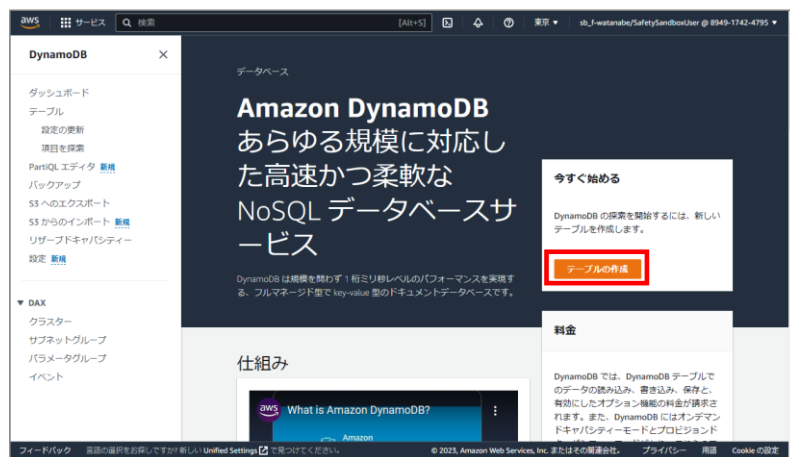 aws サービス 検索 [Alt+S] 東京 ▼ sb_f-watanabe/SafetySandboxUser @ 8949-1742-4795 ▼
DynamoDB ×
ダッシュボード
テーブル
設定の更新
項目を探索
PartiQL エディタ 新規
バックアップ
S3 へのエクスポート
S3 からのインポート 新規
リザーブドキャパシティー
設定 新規
▼ DAX
クラスター
サブネットグループ
パラメータグループ
イベント
データベース
Amazon DynamoDB
あらゆる規模に対応し
た高速かつ柔軟な
NoSQL データベースサ
ービス
DynamoDB は規模を問わず 1 桁ミリ秒レベルのパフォーマンスを実現す
る、フルマネージド型で key-value 型のドキュメントデータベースです。
今すぐ始める
DynamoDB の探索を開始するには、新しい
テーブルを作成します。
テーブルの作成
料金
DynamoDB では、DynamoDB テーブルで
のデータの読み込み、書き込み、保存と、
有効にしたオプション機能の料金が請求さ
れます。また、DynamoDB にはオンデマン
ドキャパシティーモードとプロビジョンド
仕組み
aws What is Amazon DynamoDB?
Amazon
フィードバック 言語の選択をお探しですか? 新しい Unified Settings で見つけてください。 © 2023, Amazon Web Services, Inc. またはその関連会社。 プライバシー 用語 Cookie の設定